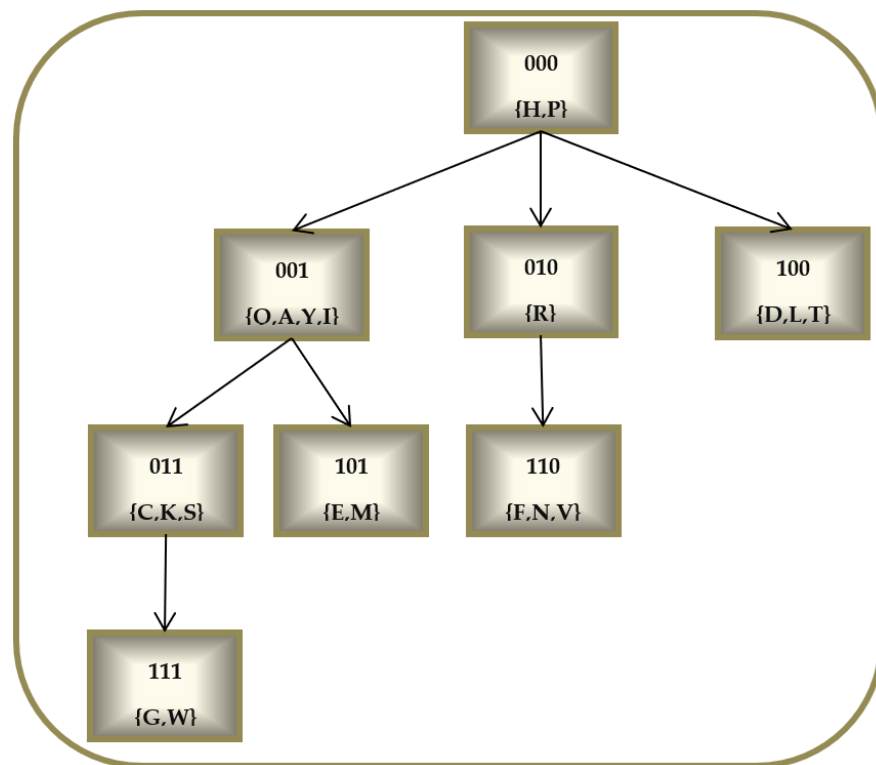 000
{H,P}
001
{O,A,Y,I}
010
{R}
100
{D,L,T}
011
{C,K,S}
101
{E,M}
110
{F,N,V}
111
{G,W}